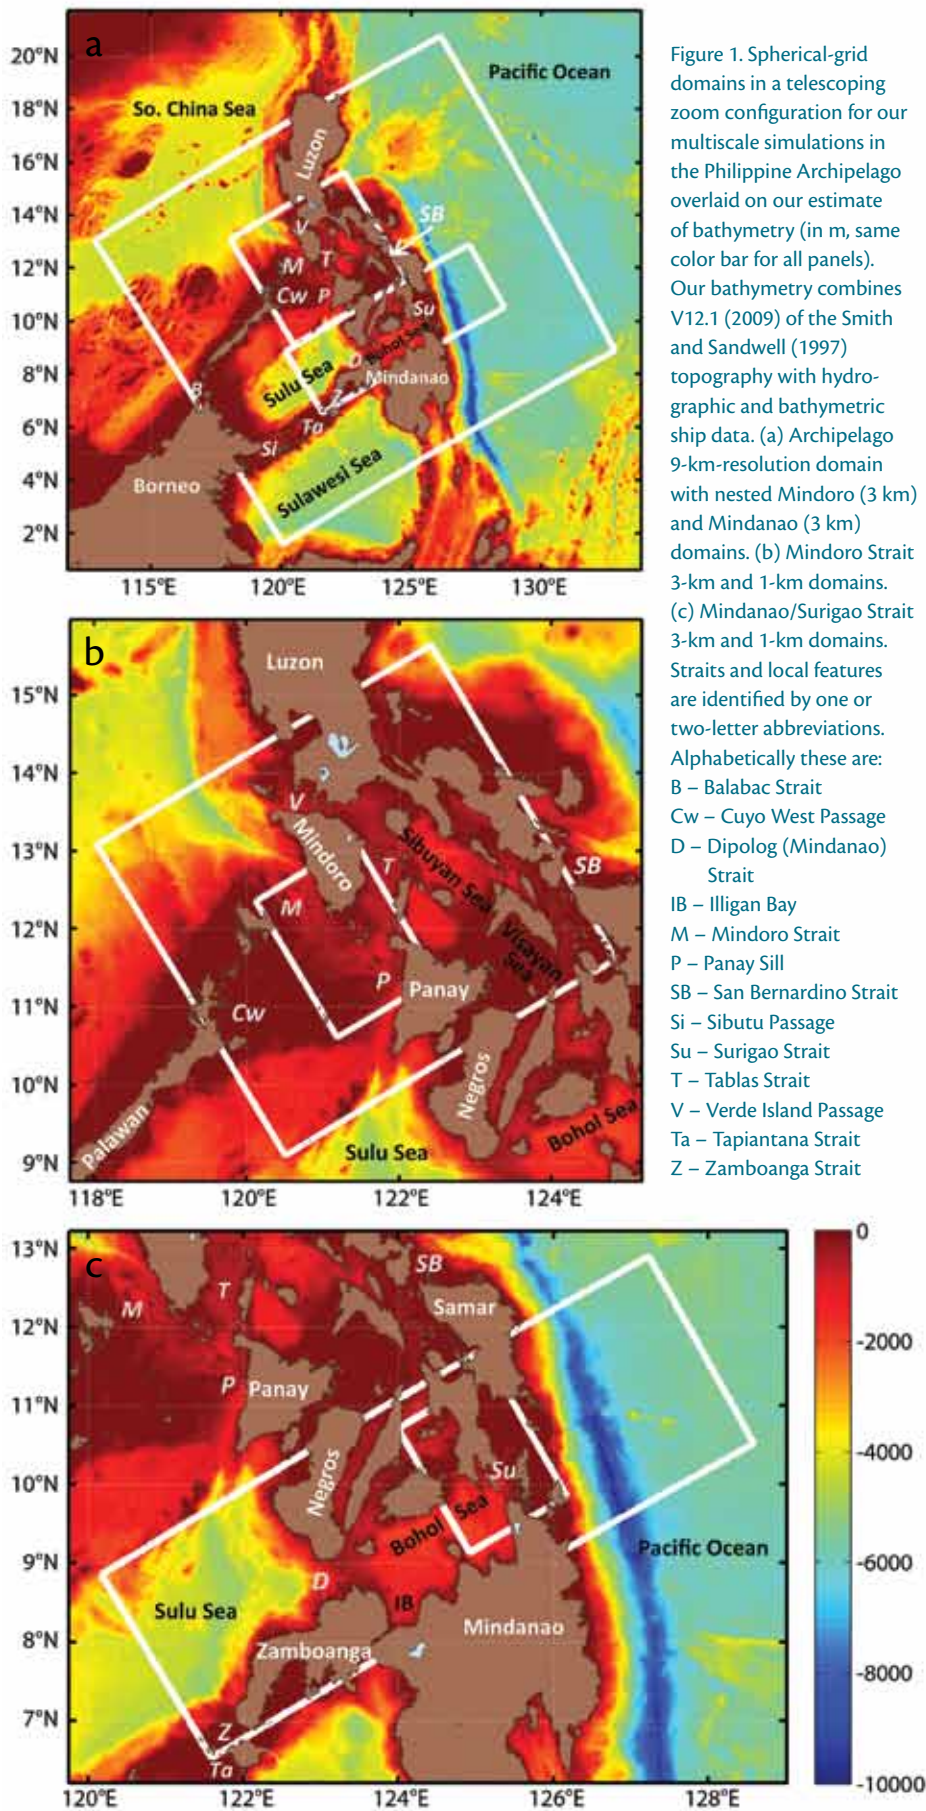 a
20°N
18°N
16°N
14°N
12°N
10°N
8°N
6°N
4°N
2°N
115°E
120°E
125°E
130°E
Pacific Ocean
So. China Sea
Luzon
SB
V
M
T
Cw
P
Su
Bohol Sea
D
Sulu Sea
Mindanao
B
Z
Ta
Si
Borneo
Sulawesi Sea
b
15°N
14°N
13°N
12°N
11°N
10°N
9°N
118°E
120°E
122°E
124°E
Luzon
V
Mindoro
Sibuyan Sea
T
SB
M
Visayan
Sea
P
Panay
Cw
Negros
Palawan
Bohol Sea
Sulu Sea
c
13°N
12°N
11°N
10°N
9°N
8°N
7°N
120°E
122°E
124°E
126°E
128°E
SB
T
M
Samar
P
Panay
Su
Negros
Bohol Sea
Pacific Ocean
D
IB
Sulu Sea
Mindanao
Zamboanga
Z
Ta
0
-2000
-4000
-6000
-8000
-10000
Figure 1. Spherical-grid
domains in a telescoping
zoom configuration for our
multiscale simulations in
the Philippine Archipelago
overlaid on our estimate
of bathymetry (in m, same
color bar for all panels).
Our bathymetry combines
V12.1 (2009) of the Smith
and Sandwell (1997)
topography with hydro-
graphic and bathymetric
ship data. (a) Archipelago
9-km-resolution domain
with nested Mindoro (3 km)
and Mindanao (3 km)
domains. (b) Mindoro Strait
3-km and 1-km domains.
(c) Mindanao/Surigao Strait
3-km and 1-km domains.
Straits and local features
are identified by one or
two-letter abbreviations.
Alphabetically these are:
B – Balabac Strait
Cw – Cuyo West Passage
D – Dipolog (Mindanao)
Strait
IB – Illigan Bay
M – Mindoro Strait
P – Panay Sill
SB – San Bernardino Strait
Si – Sibutu Passage
Su – Surigao Strait
T – Tablas Strait
V – Verde Island Passage
Ta – Tapiantana Strait
Z – Zamboanga Strait